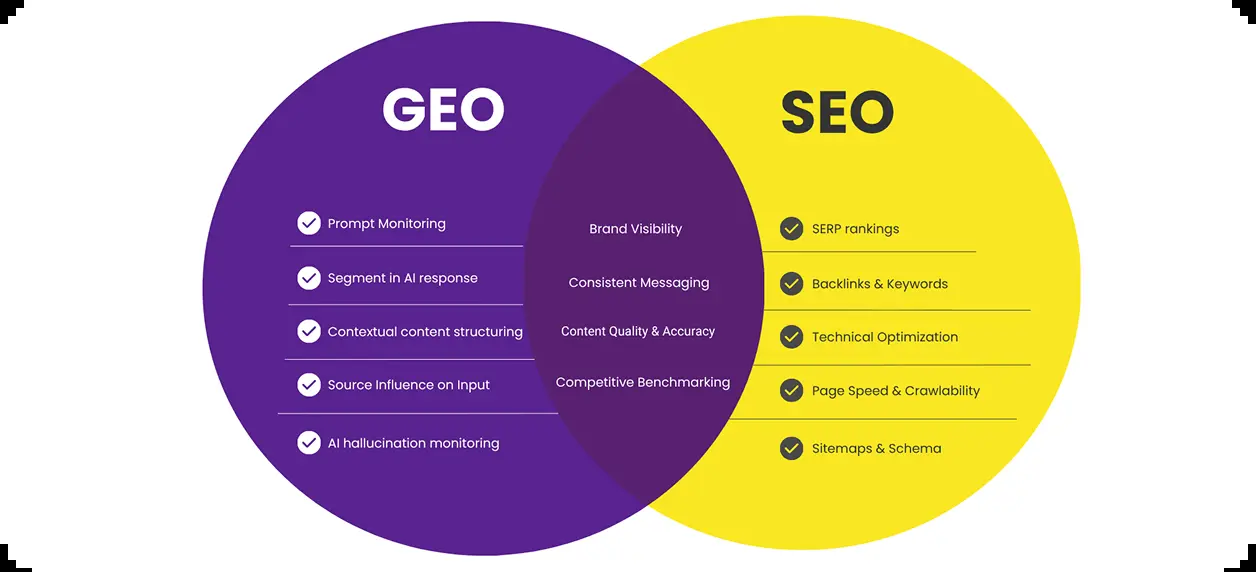 GEO
Prompt Monitoring
Segment in AI response
Contextual content structuring
Source Influence on Input
AI hallucination monitoring
Brand Visibility
Consistent Messaging
Content Quality & Accuracy
Competitive Benchmarking
SEO
SERP rankings
Backlinks & Keywords
Technical Optimization
Page Speed & Crawlability
Sitemaps & Schema